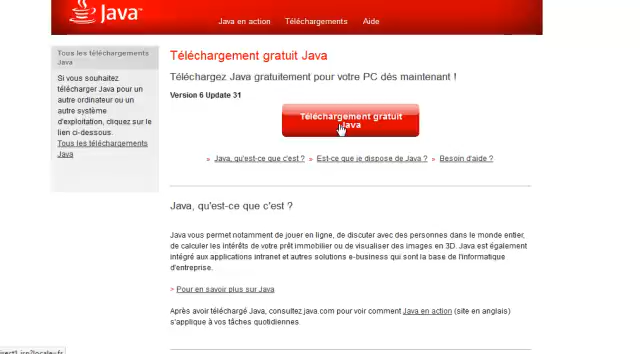 Java™
Java en action Téléchargements Aide
Tous les téléchargements
Java
Si vous souhaitez
télécharger Java pour un
autre ordinateur ou un
autre système
d'exploitation, cliquez sur le
lien ci-dessous.
Tous les téléchargements
Java
Téléchargement gratuit Java
Téléchargez Java gratuitement pour votre PC dés maintenant !
Version 6 Update 31
Téléchargement gratuit
Java
» Java, qu'est-ce que c'est ? » Est-ce que je dispose de Java ? » Besoin d'aide ?
Java, qu'est-ce que c'est ?
Java vous permet notamment de jouer en ligne, de discuter avec des personnes dans le monde entier,
de calculer les intérêts de votre prêt immobilier ou de visualiser des images en 3D. Java est également
intégré aux applications intranet et autres solutions e-business qui sont la base de l'informatique
d'entreprise.
> Pour en savoir plus sur Java
Après avoir téléchargé Java, consultez java.com pour voir comment Java en action (site en anglais)
s'applique à vos tâches quotidiennes